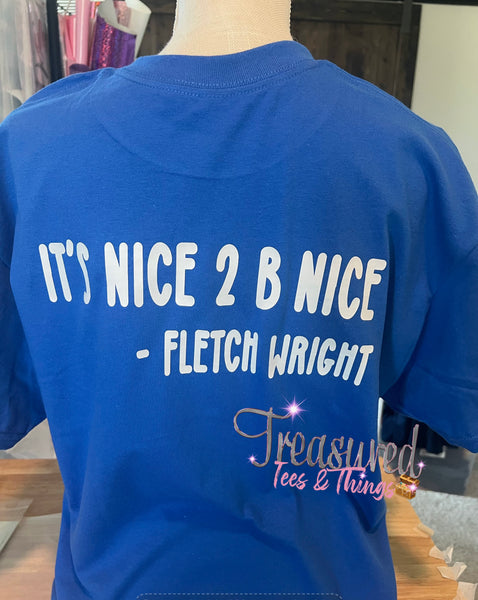 IT'S NICE 2 B NICE
- FLETCH WRIGHT
Treasured
Tees & Things